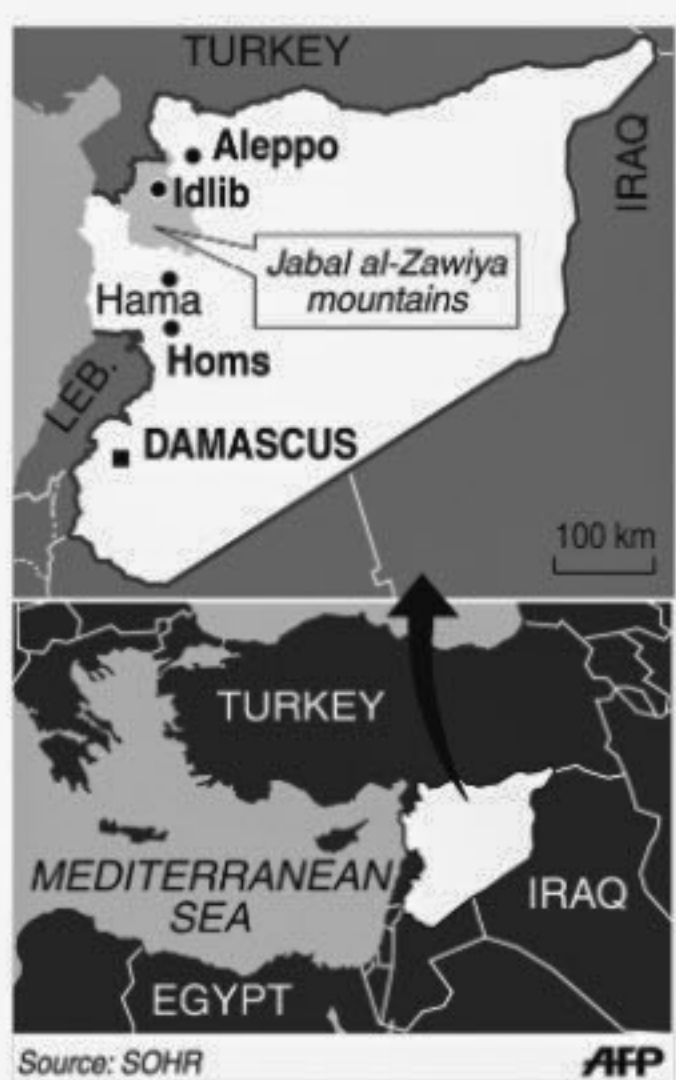 TURKEY
Aleppo
IRAQ
Idlib
Jabal al-Zawiya
mountains
Hama
Homs
LEB.
DAMASCUS
100 km
TURKEY
MEDITERRANEAN
SEA
IRAQ
EGYPT
Source: SOHR
AFP